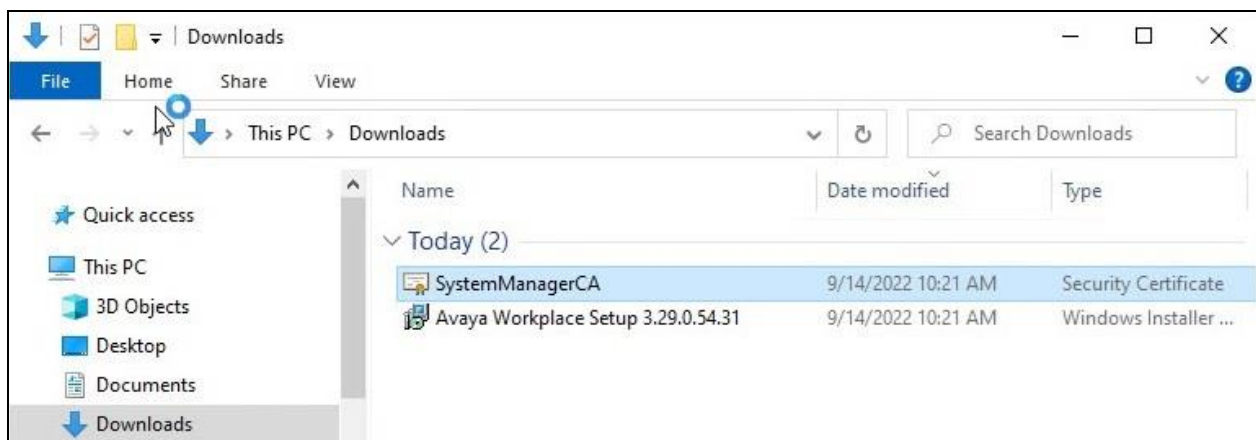 Downloads
File Home Share View
This PC > Downloads
Search Downloads
Name Date modified Type
Quick access
Today (2)
This PC
SystemManagerCA 9/14/2022 10:21 AM Security Certificate
3D Objects
Avaya Workplace Setup 3.29.0.54.31 9/14/2022 10:21 AM Windows Installer ...
Desktop
Documents
Downloads